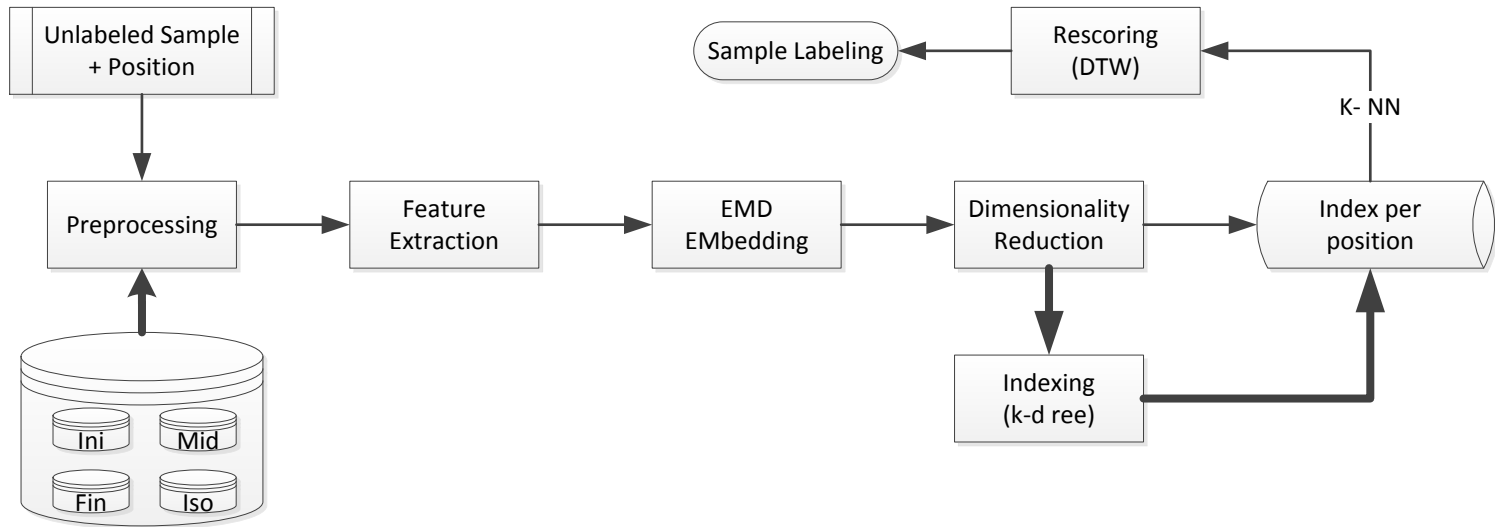 Unlabeled Sample
+ Position
Sample Labeling
Rescoring
(DTW)
K- NN
Preprocessing
Feature
Extraction
EMD
EMbedding
Dimensionality
Reduction
Index per
position
Indexing
(k-d ree)
Ini
Mid
Fin
Iso